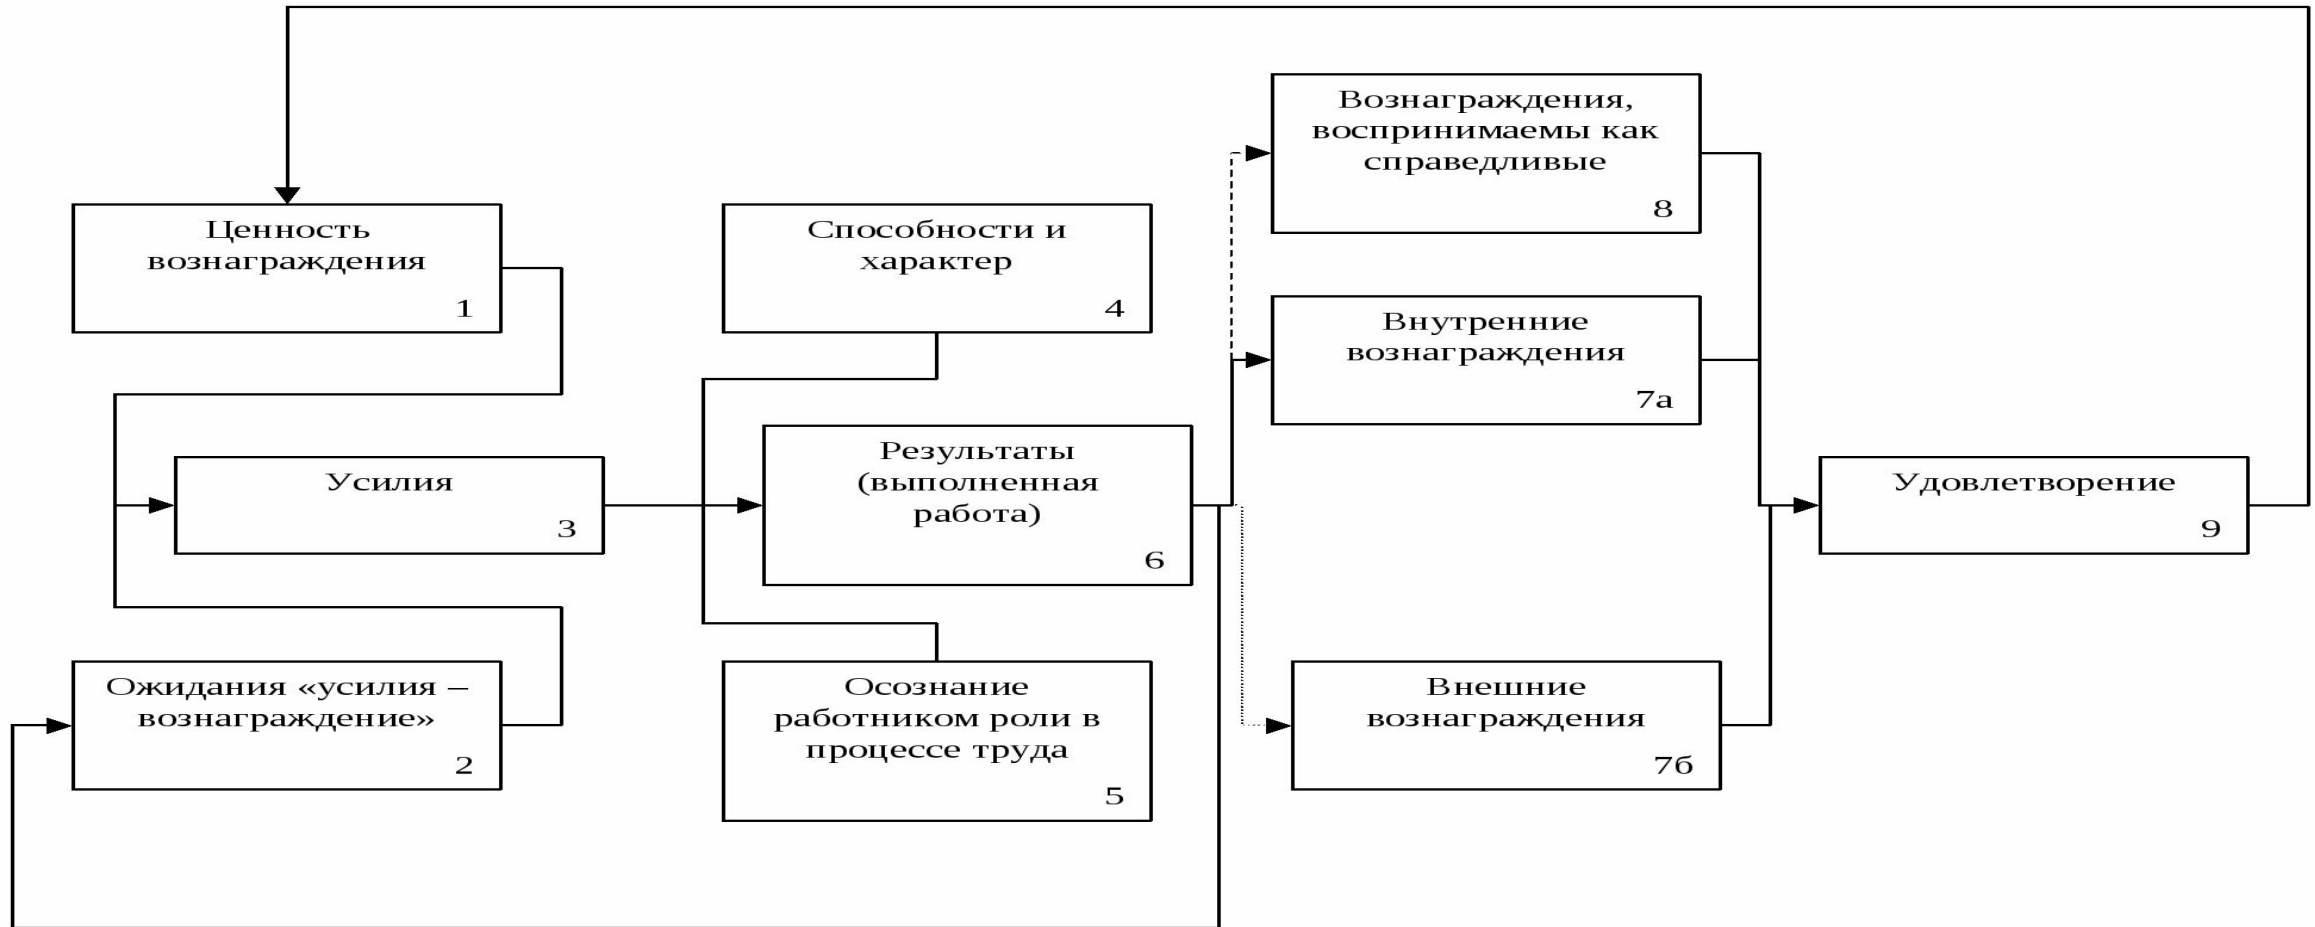 Вознаграждения,
воспринимаемы как
справедливые
8
Ценность
вознаграждения
1
Способности и
характер
4
Внутренние
вознаграждения
7а
Усилия
3
Результаты
(выполненная
работа)
6
Удовлетворение
9
Ожидания «усилия –
вознаграждение»
2
Осознание
работником роли в
процессе труда
5
Внешние
вознаграждения
7б